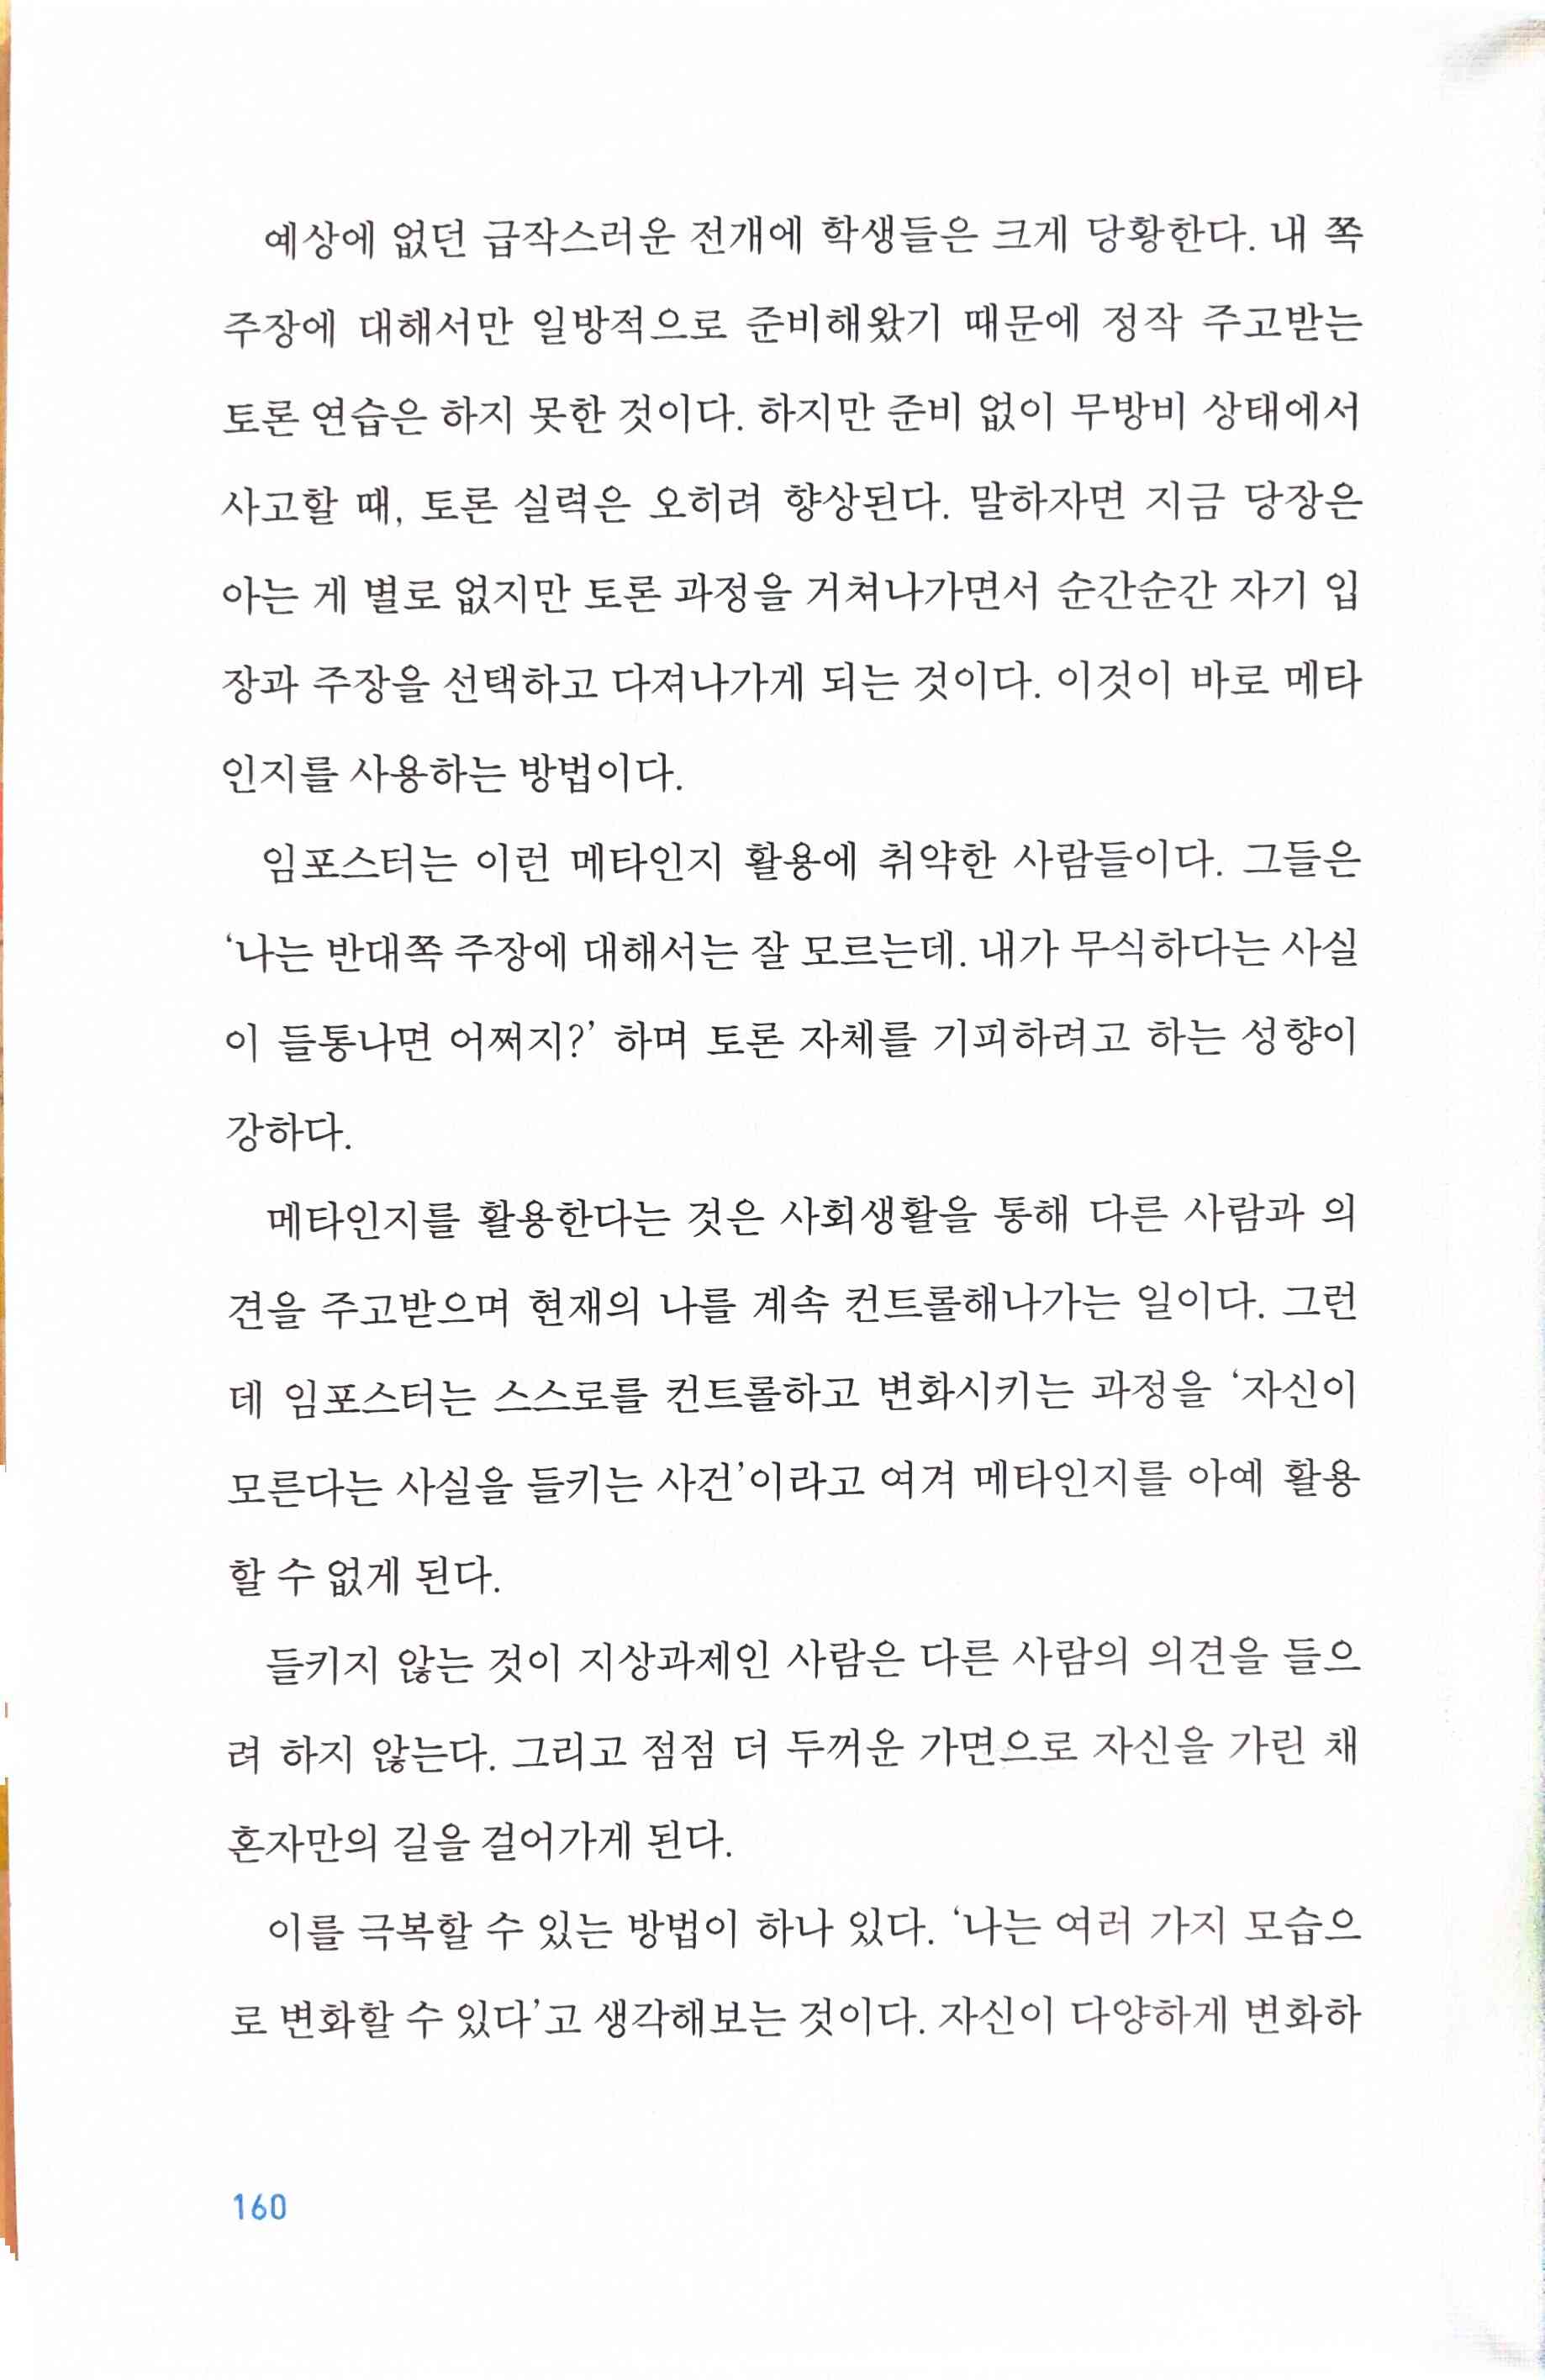 예상에 없던 급작스러운 전개에 학생들은 크게 당황한다. 내 쪽
주장에 대해서만 일방적으로 준비해왔기 때문에 정작 주고받는
토론 연습은 하지 못한 것이다. 하지만 준비 없이 무방비 상태에서
사고할 때, 토론 실력은 오히려 향상된다. 말하자면 지금 당장은
아는 게 별로 없지만 토론 과정을 거쳐나가면서 순간순간 자기 입
장과 주장을 선택하고 다져나가게 되는 것이다. 이것이 바로 메타
인지를 사용하는 방법이다.
임포스터는 이런 메타인지 활용에 취약한 사람들이다. 그들은
‘나는 반대쪽 주장에 대해서는 잘 모르는데. 내가 무식하다는 사실
이 들통나면 어쩌지?’ 하며 토론 자체를 기피하려고 하는 성향이
강하다.
메타인지를 활용한다는 것은 사회생활을 통해 다른 사람과 의
견을 주고받으며 현재의 나를 계속 컨트롤해나가는 일이다. 그런
데 임포스터는 스스로를 컨트롤하고 변화시키는 과정을 ‘자신이
모른다는 사실을 들키는 사건’이라고 여겨 메타인지를 아예 활용
할 수 없게 된다.
들키지 않는 것이 지상과제인 사람은 다른 사람의 의견을 들으
려 하지 않는다. 그리고 점점 더 두꺼운 가면으로 자신을 가린 채
혼자만의 길을 걸어가게 된다.
이를 극복할 수 있는 방법이 하나 있다. ‘나는 여러 가지 모습으
로 변화할 수 있다’고 생각해보는 것이다. 자신이 다양하게 변화하
160